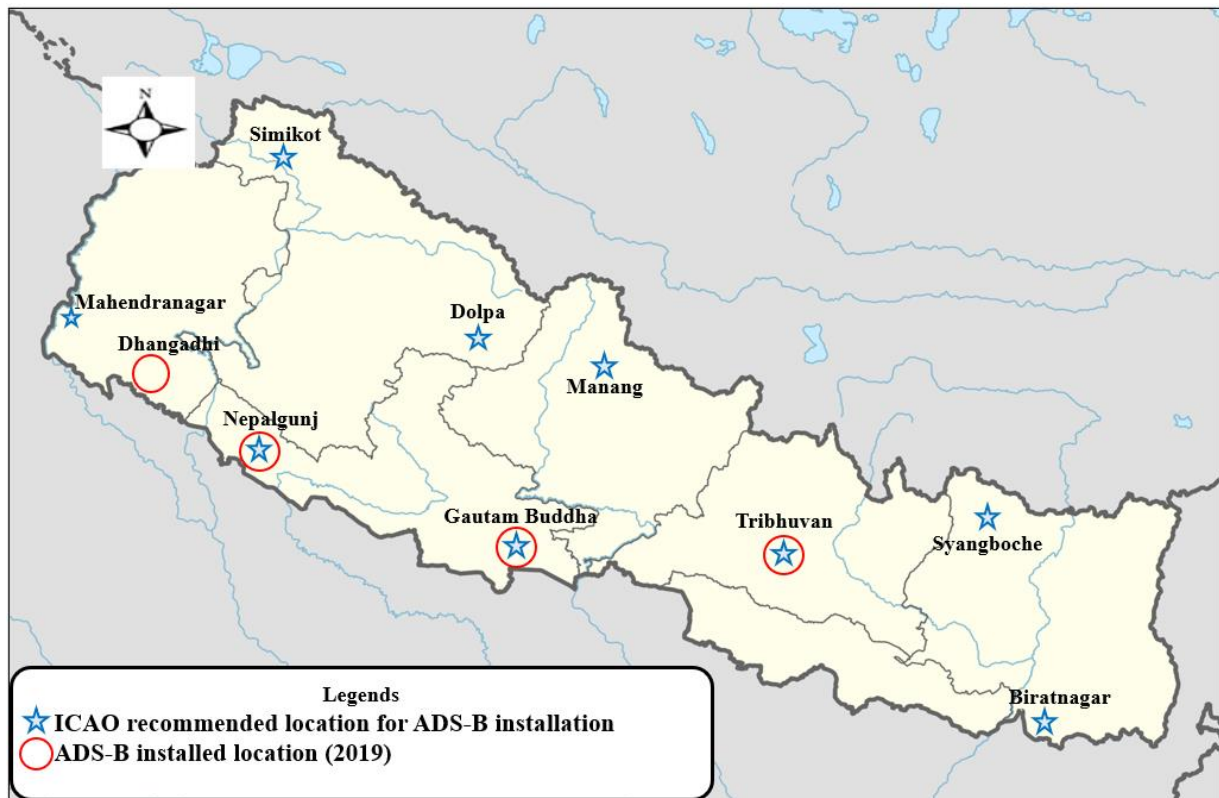 N
Simikot
Mahendranagar
Dolpa
Dhangadhi
Manang
Nepalgunj
Gautam Buddha
Tribhuvan
Syangboche
Biratnagar
Legends
ICAO recommended location for ADS-B installation
ADS-B installed location (2019)